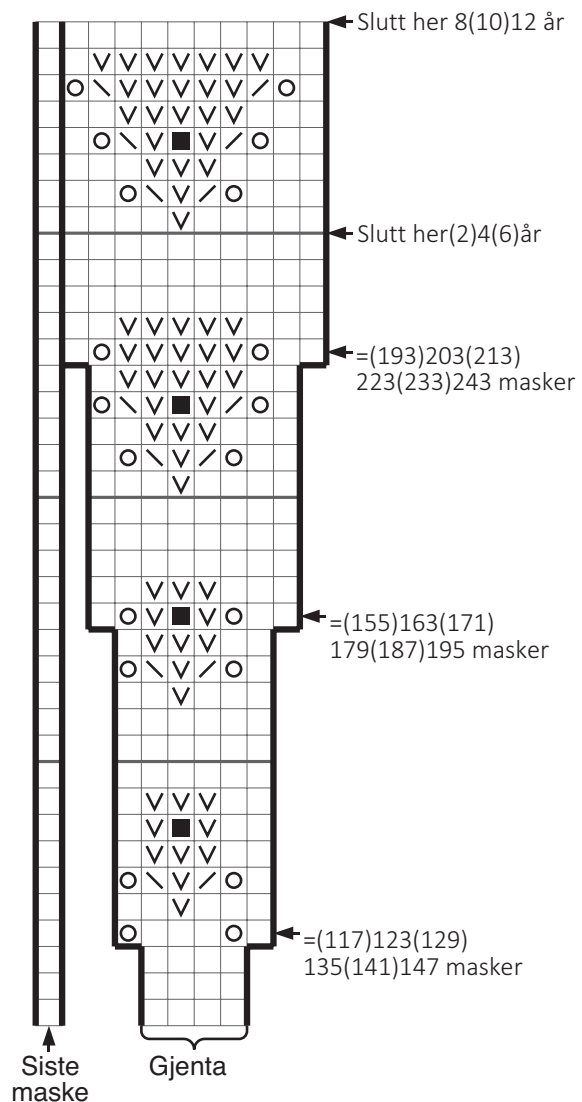 Slutt her 8(10)12 år
Slutt her(2)4(6)år
=(193)203(213)
223(233)243 masker
=(155)163(171)
179(187)195 masker
=(117)123(129)
135(141)147 masker
Siste
maske
Gjenta